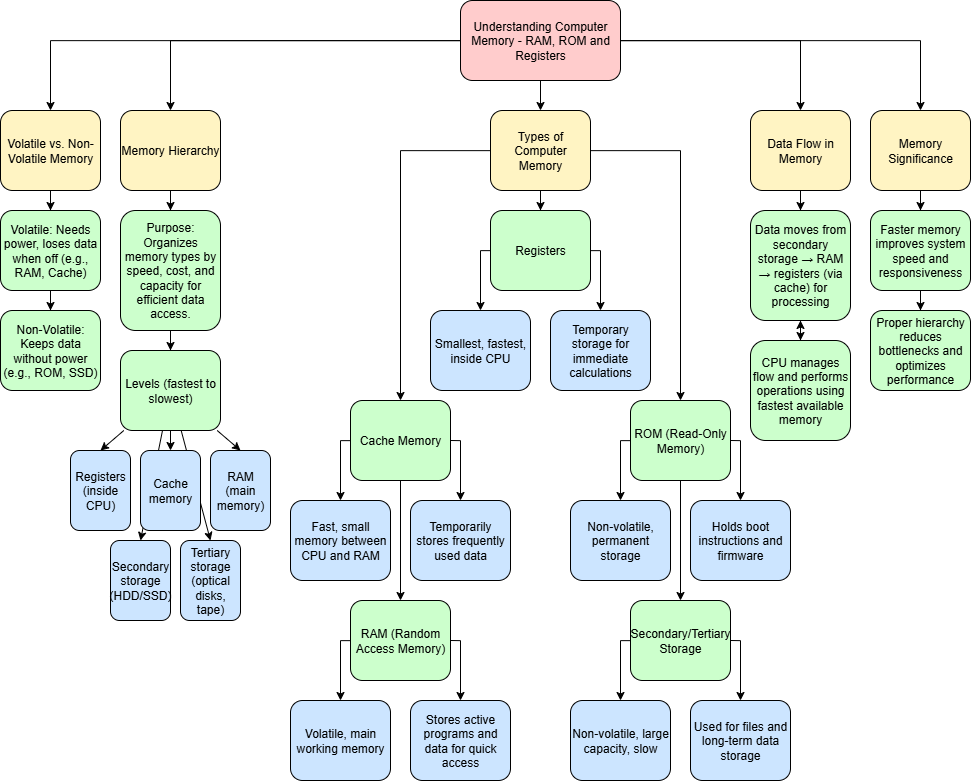 Understanding Computer
Memory - RAM, ROM and
Registers
Volatile vs. Non-
Volatile Memory
Memory Hierarchy
Types of
Computer
Memory
Data Flow in
Memory
Memory
Significance
Volatile: Needs
power, loses data
when off (e.g.,
RAM, Cache)
Non-Volatile:
Keeps data
without power
(e.g., ROM, SSD)
Purpose:
Organizes
memory types by
speed, cost, and
capacity for
efficient data
access.
Levels (fastest to
slowest)
Registers
(inside
CPU)
Cache
memory
RAM
(main
memory)
Secondary
storage
(HDD/SSD)
Tertiary
storage
(optical
disks,
tape)
Registers
Smallest, fastest,
inside CPU
Temporary
storage for
immediate
calculations
Cache Memory
Fast, small
memory between
CPU and RAM
Temporarily
stores frequently
used data
RAM (Random
Access Memory)
Volatile, main
working memory
Stores active
programs and
data for quick
access
ROM (Read-Only
Memory)
Non-volatile,
permanent
storage
Holds boot
instructions and
firmware
Secondary/Tertiary
Storage
Non-volatile, large
capacity, slow
Used for files and
long-term data
storage
Data moves from
secondary
storage → RAM
→ registers (via
cache) for
processing
CPU manages
flow and performs
operations using
fastest available
memory
Faster memory
improves system
speed and
responsiveness
Proper hierarchy
reduces
bottlenecks and
optimizes
performance